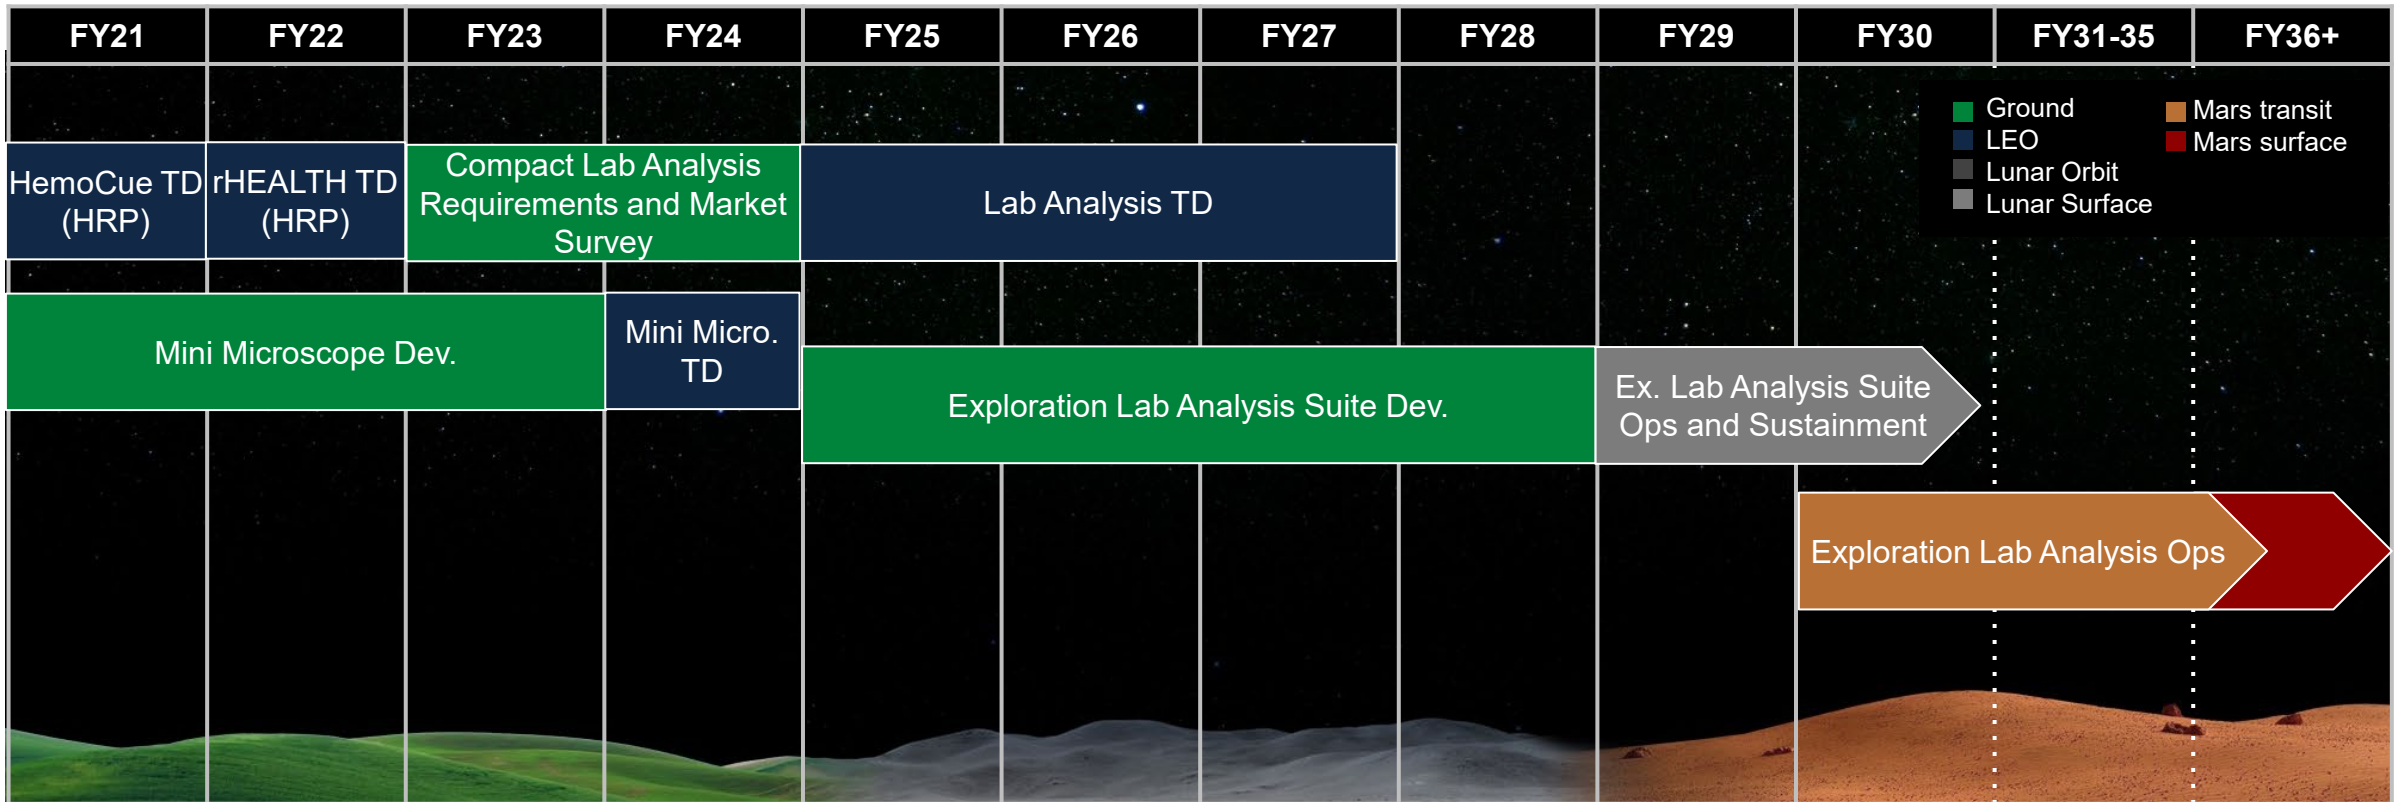 FY21 FY22 FY23 FY24 FY25 FY26 FY27 FY28 FY29 FY30 FY31-35 FY36+
Ground
LEO
Lunar Orbit
Lunar Surface
Mars transit
Mars surface
HemoCue TD
(HRP)
rHEALTH TD
(HRP)
Compact Lab Analysis
Requirements and Market
Survey
Lab Analysis TD
Mini Microscope Dev.
Mini Micro.
TD
Exploration Lab Analysis Suite Dev.
Ex. Lab Analysis Suite
Ops and Sustainment
Exploration Lab Analysis Ops